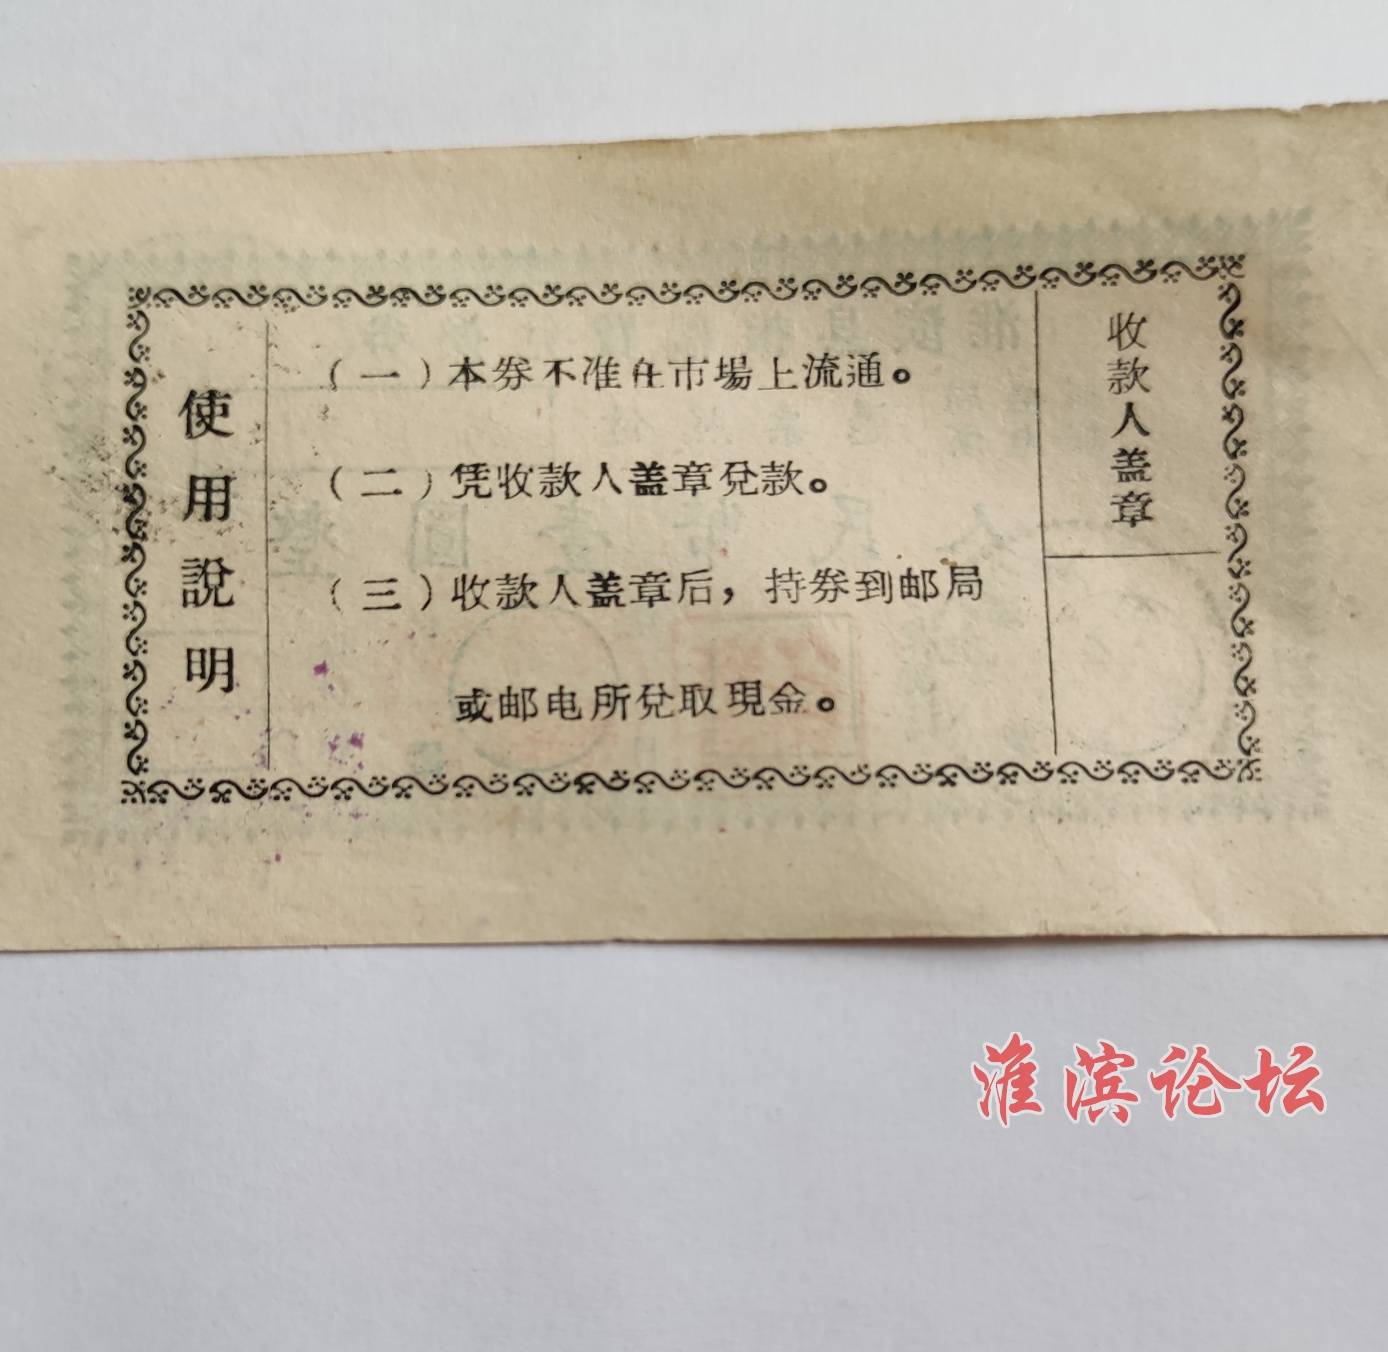 使用說明
（一）本券不准在市場上流通。
（二）凭收款人盖章兌款。
（三）收款人盖章后，持券到邮局
或邮电所兌取現金。
收款人盖章
淮滨论坛